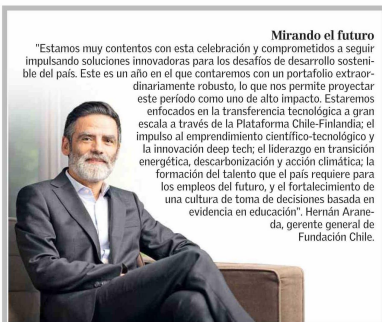 Mirando el futuro
"Estamos muy contentos con esta celebración y comprometidos a seguir
impulsando soluciones innovadoras para los desafíos de desarrollo sosteni-
ble del país. Este es un año en el que contaremos con un portafolio extraor-
dinariamente robusto, lo que nos permite proyectar
este período como uno de alto impacto. Estaremos
enfocados en la transferencia tecnológica a gran
escala a través de la Plataforma Chile-Finlandia; el
impulso al emprendimiento científico-tecnológico y
la innovación deep tech; el liderazgo en transición
energética, descarbonización y acción climática; la
formación del talento que el país requiere para
los empleos del futuro, y el fortalecimiento de
una cultura de toma de decisiones basada en
evidencia en educación". Hernán Arane-
da, gerente general de
Fundación Chile.